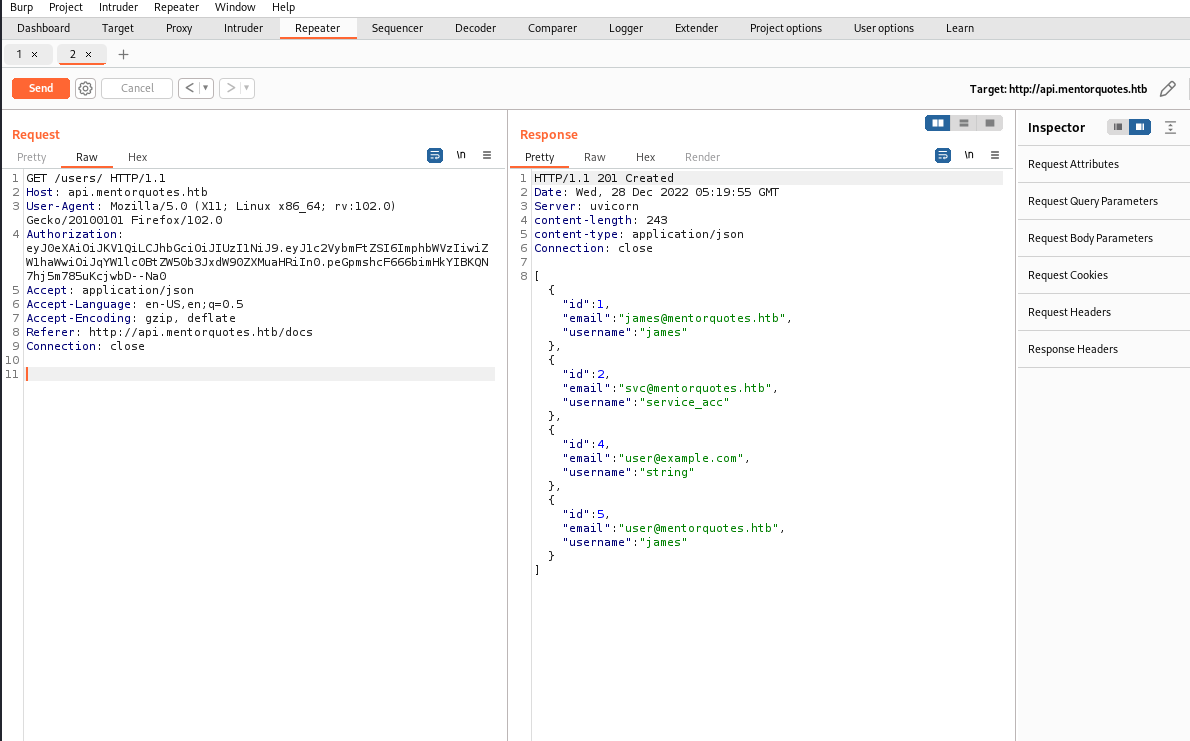 Burp Project Intruder Repeater Window Help
Dashboard Target Proxy Intruder Repeater Sequencer Decoder Comparer Logger Extender Project options User options Learn
1 × 2 × +
Send Cancel < > Target: http://api.mentorquotes.htb
Request
Pretty Raw Hex \n
1 GET /users/ HTTP/1.1
2 Host: api.mentorquotes.htb
3 User-Agent: Mozilla/5.0 (X11; Linux x86_64; rv:102.0)
Gecko/20100101 Firefox/102.0
4 Authorization:
eyJ0eXAiOiJKV1QiLCJhbGciOiJIUzI1NiJ9.eyJ1c2VybmFtZSI6ImphbWVzIiwiZ
W1haWwiOiJqYW1lc0BtZW50b3JxdW90ZXMuaHRiIn0.peGpmshcF666bimHkYIBKQN
7hj5m785uKcjwbD--Na0
5 Accept: application/json
6 Accept-Language: en-US,en;q=0.5
7 Accept-Encoding: gzip, deflate
8 Referer: http://api.mentorquotes.htb/docs
9 Connection: close
10
11
Response
Pretty Raw Hex Render \n
1 HTTP/1.1 201 Created
2 Date: Wed, 28 Dec 2022 05:19:55 GMT
3 Server: uvicorn
4 content-length: 243
5 content-type: application/json
6 Connection: close
7
8 [
{
"id":1,
"email":"james@mentorquotes.htb",
"username":"james"
},
{
"id":2,
"email":"svc@mentorquotes.htb",
"username":"service_acc"
},
{
"id":4,
"email":"user@example.com",
"username":"string"
},
{
"id":5,
"email":"user@mentorquotes.htb",
"username":"james"
}
]
Inspector
Request Attributes
Request Query Parameters
Request Body Parameters
Request Cookies
Request Headers
Response Headers